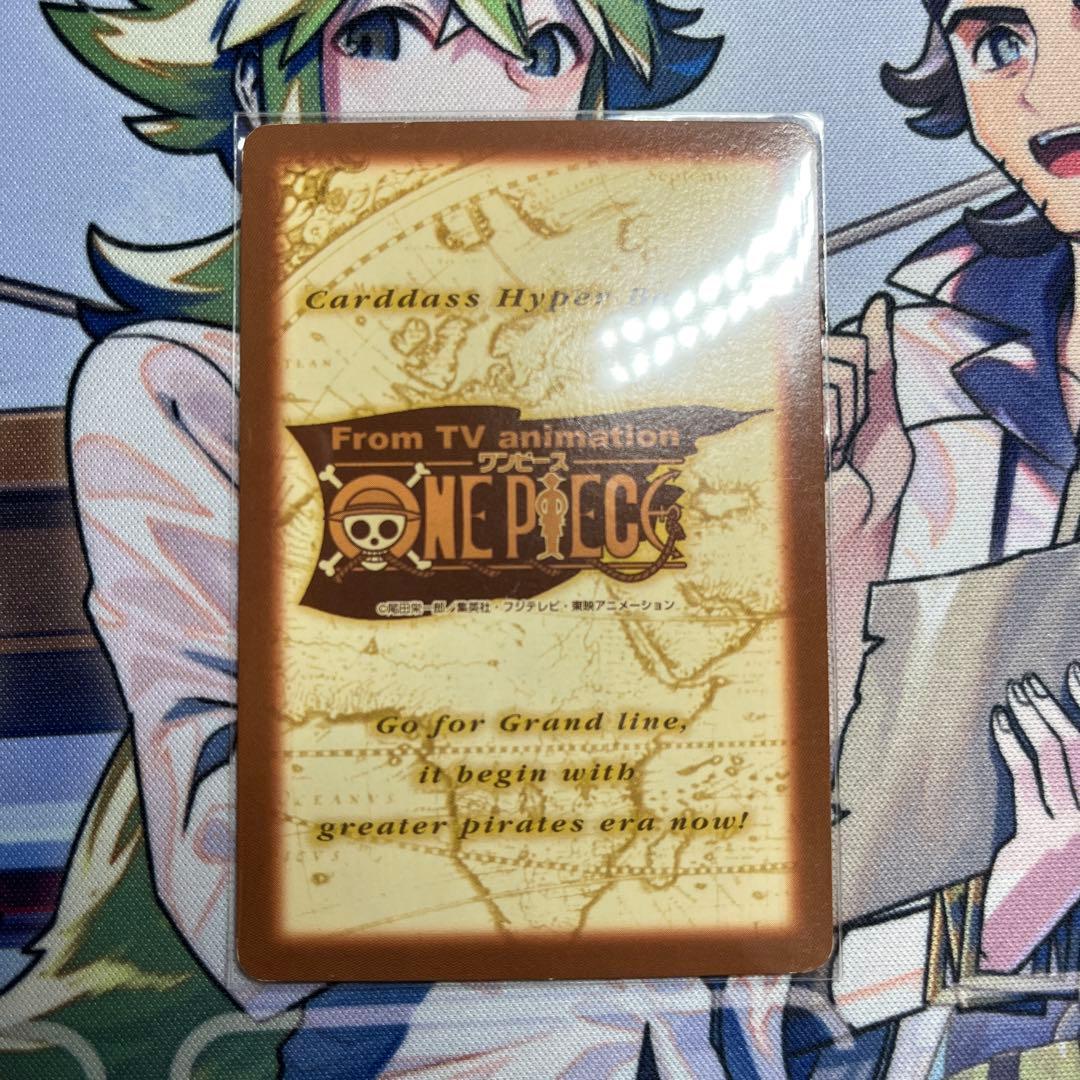 Septentrio
Carddass Hyper
TLAN
From TV animation
ワンピース
ONE PIECE
©尾田栄一郎／集英社・フジテレビ・東映アニメーション
Go for Grand line,
it begin with
greater pirates era now!